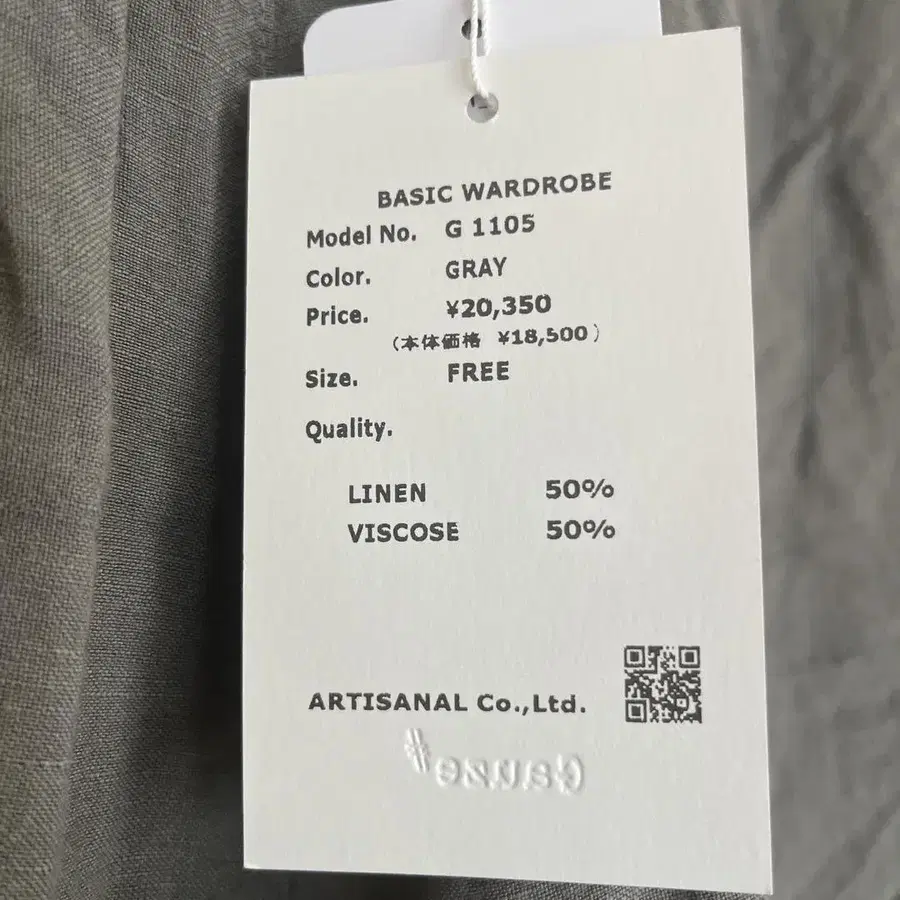 BASIC WARDROBE
Model No. G 1105
Color. GRAY
Price. ¥20,350
(本体価格 ¥18,500)
Size. FREE
Quality.
LINEN 50%
VISCOSE 50%
ARTISANAL Co.,Ltd.
Gauze#